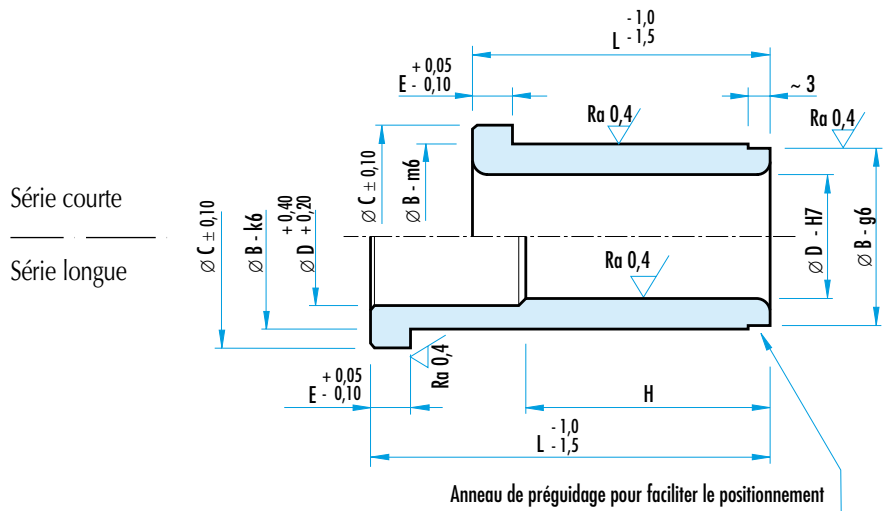 - 1,0
L - 1,5
+ 0,05
E - 0,10
~ 3
Ra 0,4
Ra 0,4
Série courte
Série longue
Ø C ± 0,10
Ø B - m6
Ø C ± 0,10
Ø B - k6
+ 0,40
Ø D + 0,20
Ra 0,4
Ø D - H7
Ø B - g6
Ra 0,4
+ 0,05
E - 0,10
H
- 1,0
L - 1,5
Anneau de préguidage pour faciliter le positionnement